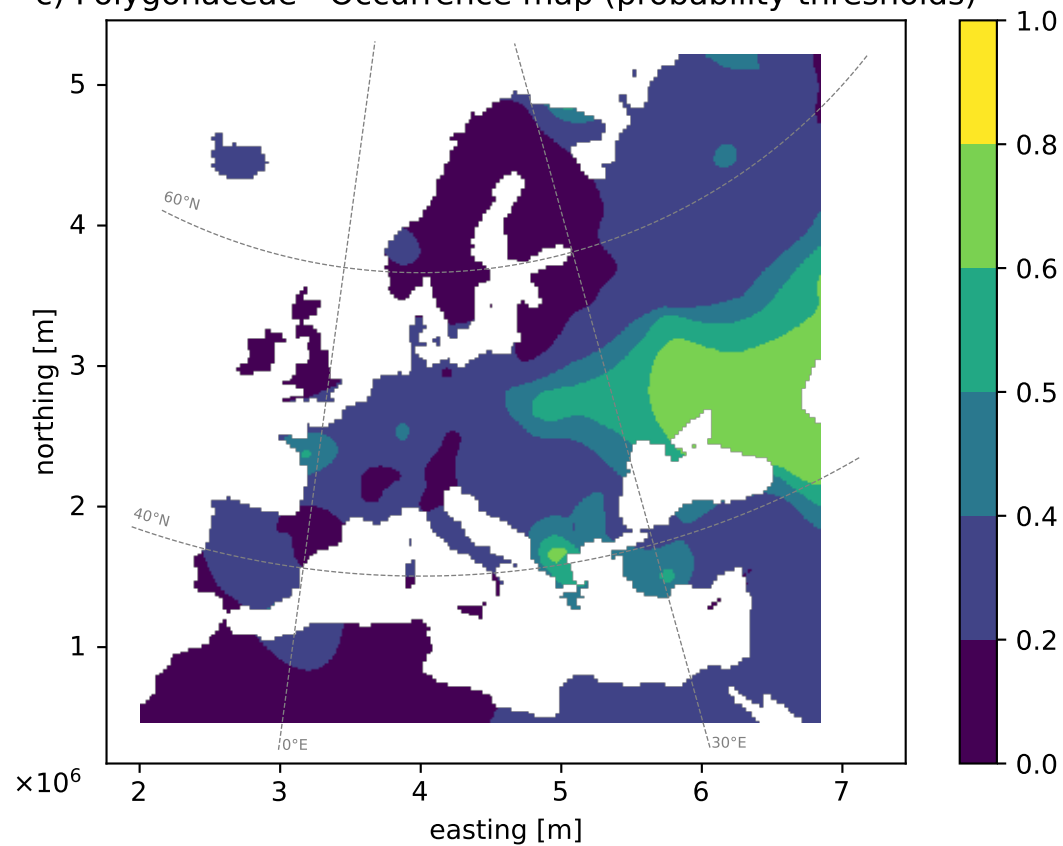 c) Polygonaceae - Occurrence map (probability thresholds)
1.0
0.8
0.6
0.5
0.4
0.2
0.0
5
4
3
2
1
northing [m]
60°N
40°N
0°E
30°E
×10⁶
2 3 4 5 6 7
easting [m]